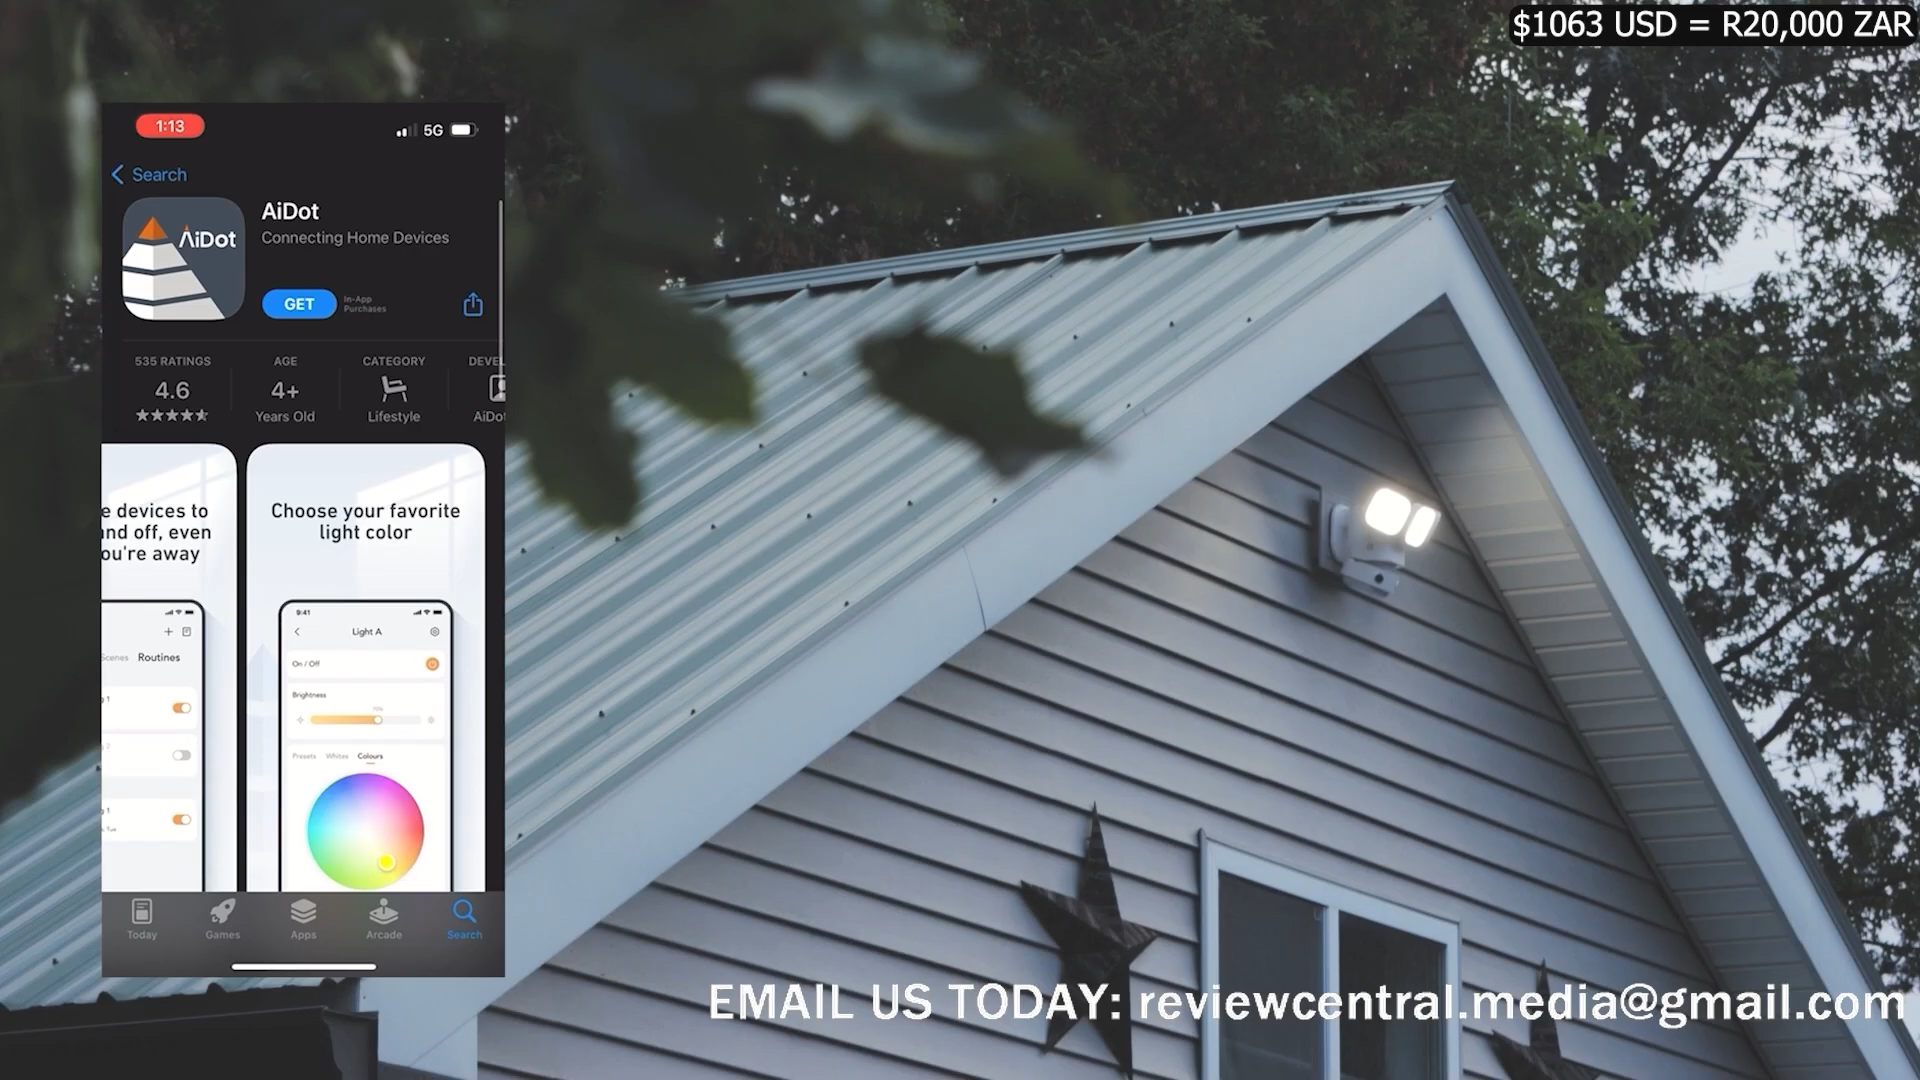 $1063 USD = R20,000 ZAR
1:13
5G
Search
AiDot
AiDot
Connecting Home Devices
GET
In-App
Purchases
535 RATINGS
4.6
AGE
4+
Years Old
CATEGORY
Lifestyle
DEVEL
AiDot
e devices to
and off, even
ou're away
Scenes Routines
Choose your favorite
light color
9:41
Light A
On / Off
Brightness
70%
Presets Whites Colours
Today
Games
Apps
Arcade
Search
EMAIL US TODAY: reviewcentral.media@gmail.com